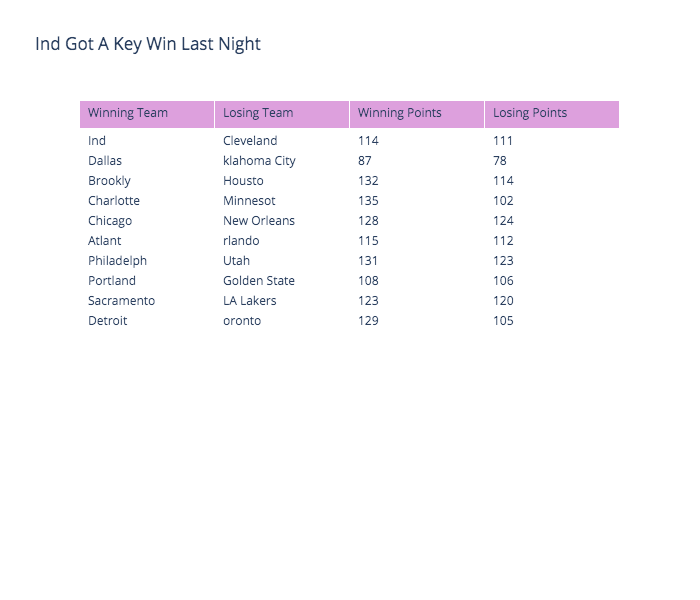 Ind Got A Key Win Last Night
Winning Team Losing Team Winning Points Losing Points
Ind Cleveland 114 111
Dallas klahoma City 87 78
Brookly Housto 132 114
Charlotte Minnesot 135 102
Chicago New Orleans 128 124
Atlant rlando 115 112
Philadelph Utah 131 123
Portland Golden State 108 106
Sacramento LA Lakers 123 120
Detroit oronto 129 105